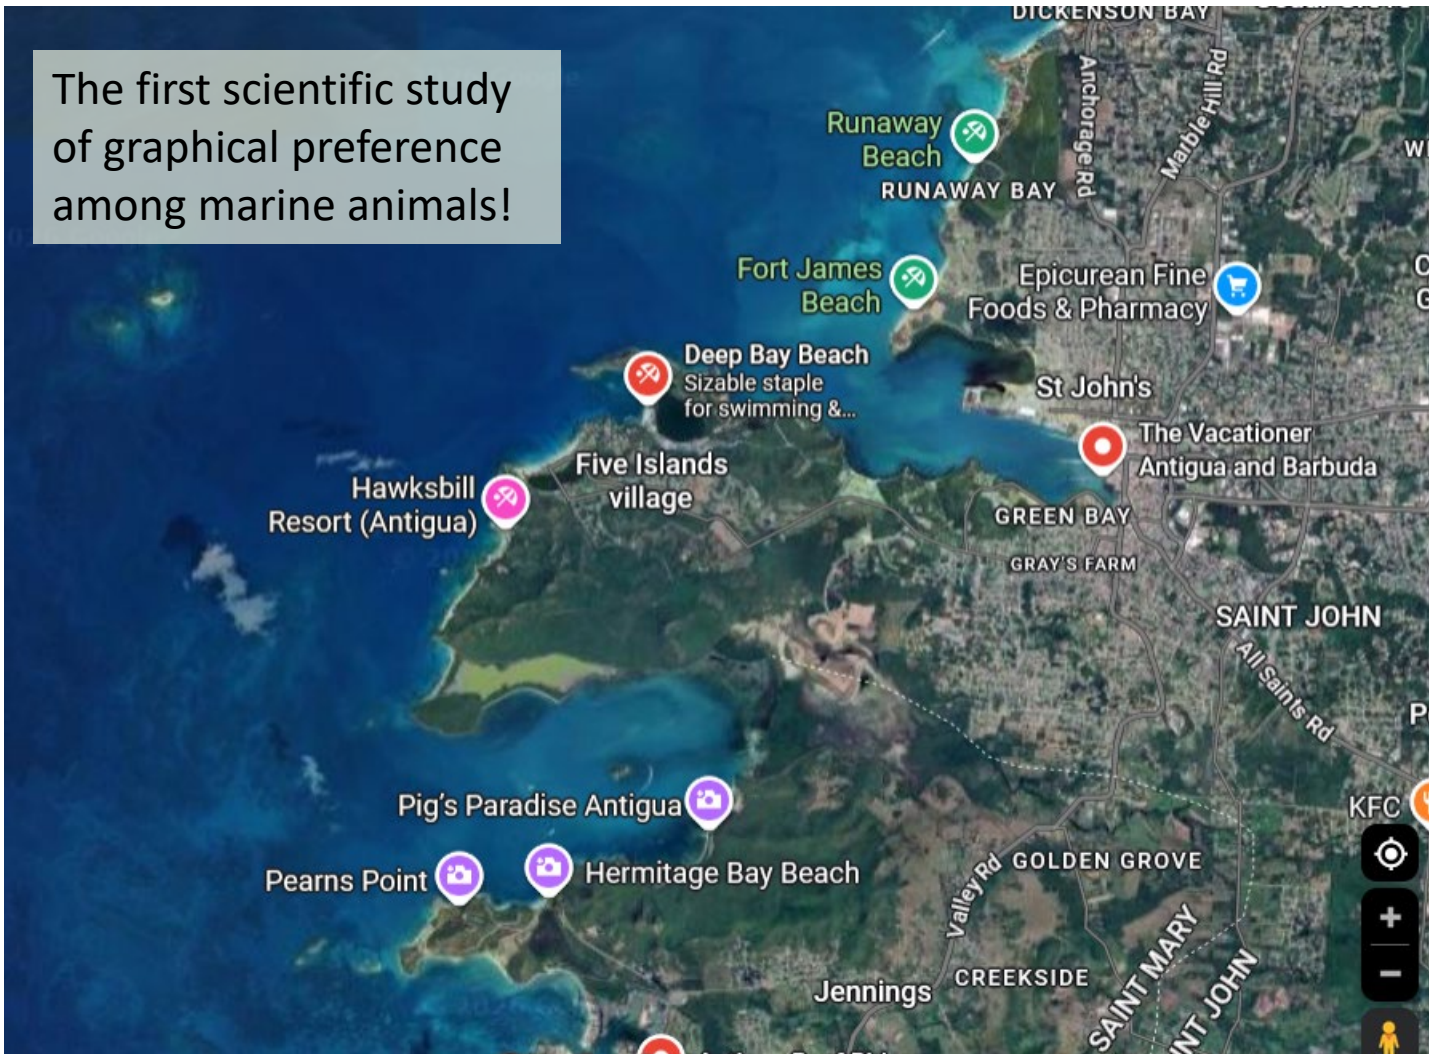 DICKENSON BAY
The first scientific study
of graphical preference
among marine animals!
Anchorage Rd
Marble Hill Rd
Runaway
Beach
RUNAWAY BAY
Fort James
Beach
Epicurean Fine
Foods & Pharmacy
Deep Bay Beach
Sizable staple
for swimming &...
St John's
The Vacationer
Antigua and Barbuda
Five Islands
village
Hawksbill
Resort (Antigua)
GREEN BAY
GRAY'S FARM
SAINT JOHN
All Saints Rd
Pig's Paradise Antigua
KFC
Pearns Point
Hermitage Bay Beach
Valley Rd
GOLDEN GROVE
+
−
SAINT MARY
CREEKSIDE
Jennings